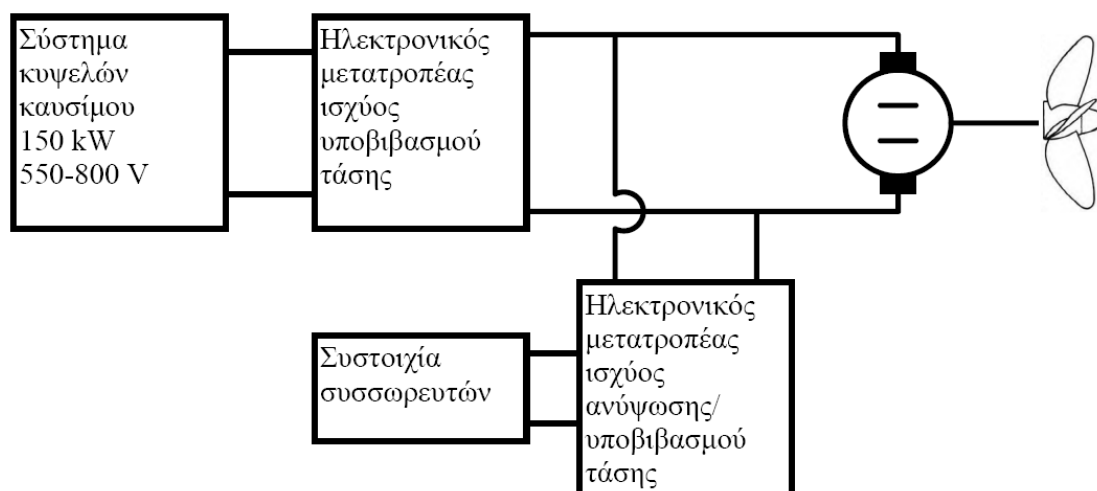 Σύστημα
κυψελών
καυσίμου
150 kW
550-800 V
Ηλεκτρονικός
μετατροπέας
ισχύος
υποβιβασμού
τάσης
Συστοιχία
συσσωρευτών
Ηλεκτρονικός
μετατροπέας
ισχύος
ανύψωσης/
υποβιβασμού
τάσης